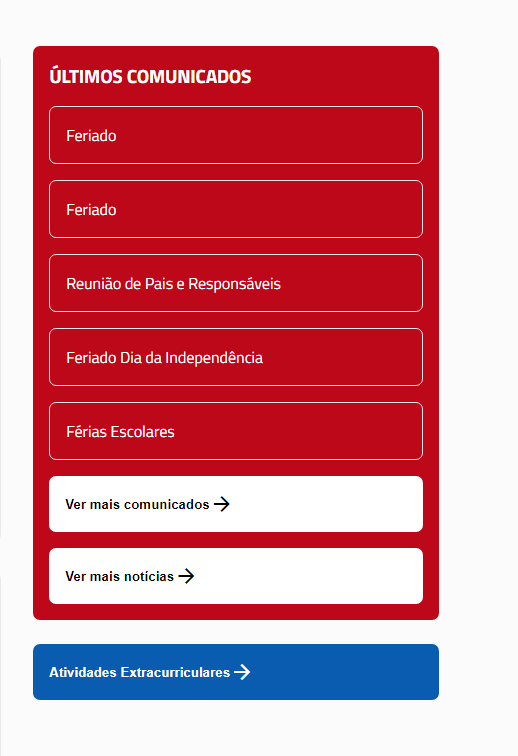 ÚLTIMOS COMUNICADOS
Feriado
Feriado
Reunião de Pais e Responsáveis
Feriado Dia da Independência
Férias Escolares
Ver mais comunicados →
Ver mais notícias →
Atividades Extracurriculares →